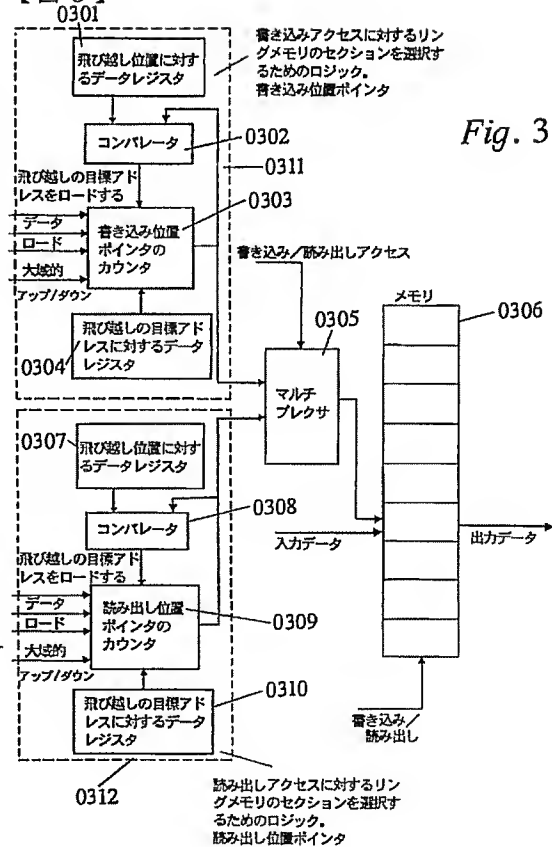 【図3】
0301
飛び越し位置に対す
るデータレジスタ
書き込みアクセスに対するリン
グメモリのセクションを選択す
るためのロジック。
書き込み位置ポインタ
Fig. 3
コンパレータ
0302
0311
飛び越しの目標アド
レスをロードする
0303
データ
ロード
大域的
アップ/ダウン
書き込み位置
ポインタの
カウンタ
書き込み/読み出しアクセス
飛び越しの目標アド
レスに対するデータ
レジスタ
0304
0305
マルチ
プレクサ
メモリ
0306
入力データ
出力データ
書き込み/
読み出し
0307
飛び越し位置に対す
るデータレジスタ
コンパレータ
0308
飛び越しの目標アド
レスをロードする
データ
ロード
大域的
アップ/ダウン
読み出し位置
ポインタの
カウンタ
0309
0310
飛び越しの目標アド
レスに対するデータ
レジスタ
0312
読み出しアクセスに対するリン
グメモリのセクションを選択す
るためのロジック。
読み出し位置ポインタ